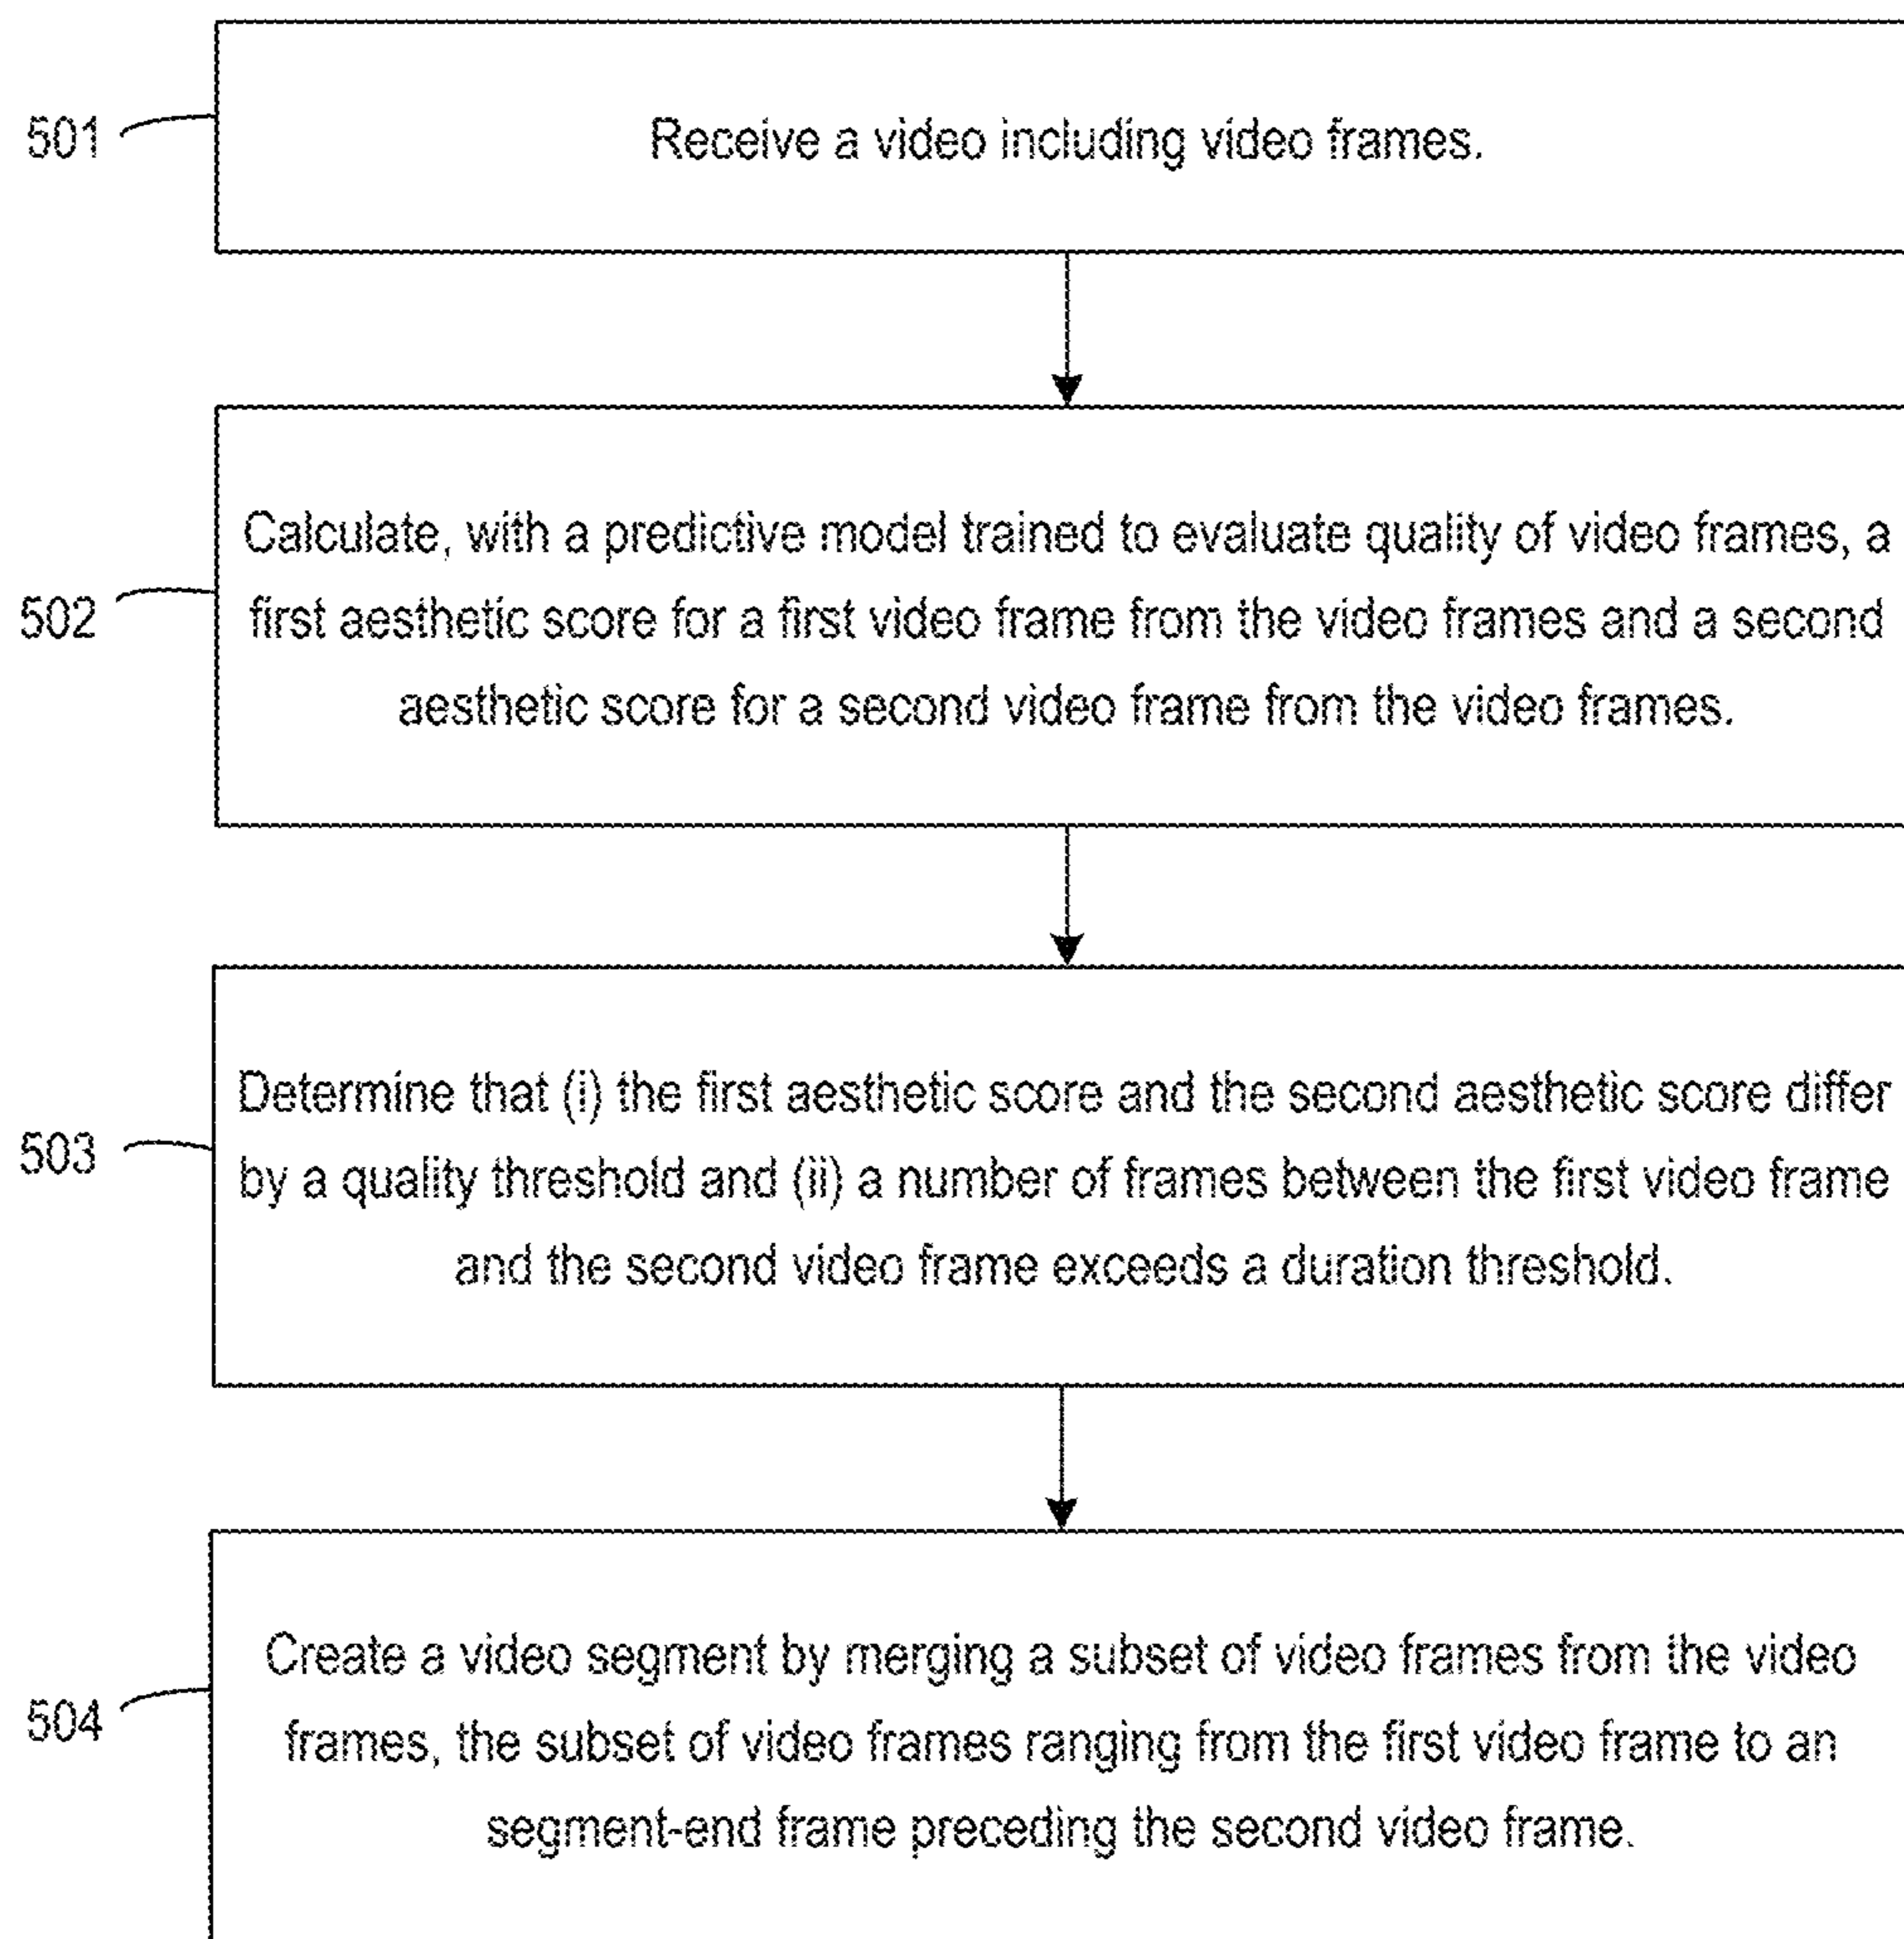 501
Receive a video including video frames.
Calculate, with a predictive model trained to evaluate quality of video frames, a
502
first aesthetic score for a first video frame from the video frames and a second
aesthetic score for a second video frame from the video frames.
Determine that (i) the first aesthetic score and the second aesthetic score differ
503
by a quality threshold and (ii) a number of frames between the first video frame
and the second video frame exceeds a duration threshold.
Create a video segment by merging a subset of video frames from the video
504
frames, the subset of video frames ranging from the first video frame to an
segment-end frame preceding the second video frame.